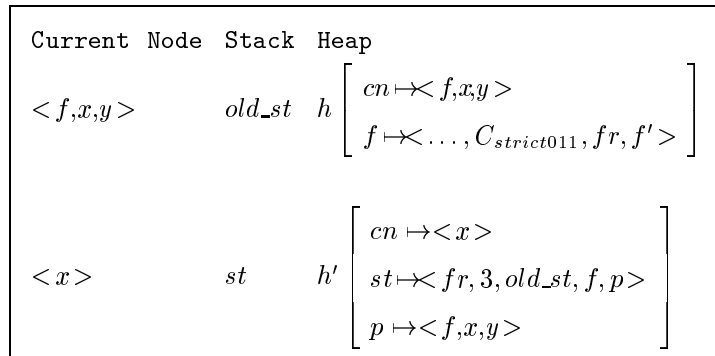 Current Node Stack Heap
< f,x,y > old_st h [ cn ↦< f,x,y >
f ↦< … , C_strict011 , fr, f′ > ]
< x > st h′ [ cn ↦ < x >
st ↦< fr, 3, old_st, f, p >
p ↦ < f,x,y > ]